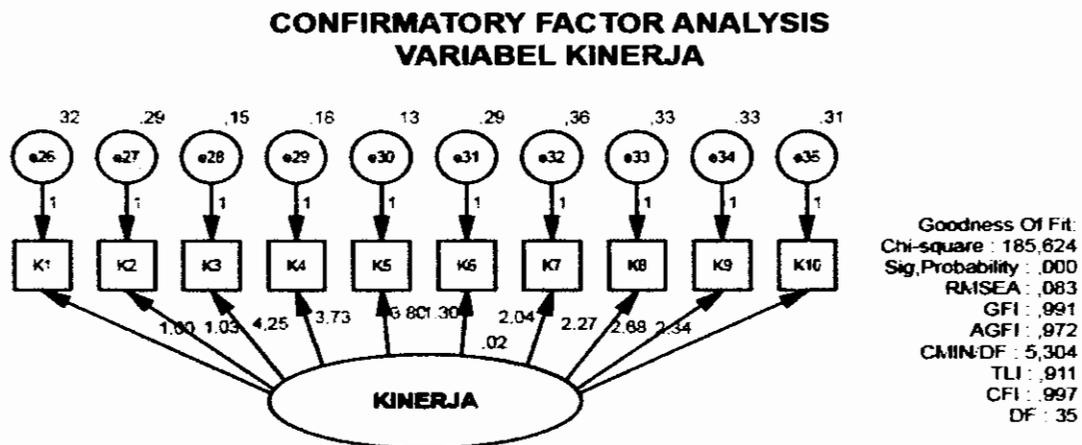 CONFIRMATORY FACTOR ANALYSIS
VARIABEL KINERJA
32 .29 ,15 .18 13 .29 ,36 ,33 .33 .31
e26 e27 e28 e29 e30 e31 e32 e33 e34 e35
1 1 1 1 1 1 1 1 1 1
K1 K2 K3 K4 K5 K6 K7 K8 K9 K10
1.00 1.03 4,25 3.73 1.30 2.04 2.27 2.34
.02
KINERJA
Goodness Of Fit:
Chi-square : 185,624
Sig,Probability : ,000
RMSEA : ,083
GFI : ,991
AGFI : ,972
CMIN/DF : 5,304
TLI : ,911
CFI : ,997
DF : 35